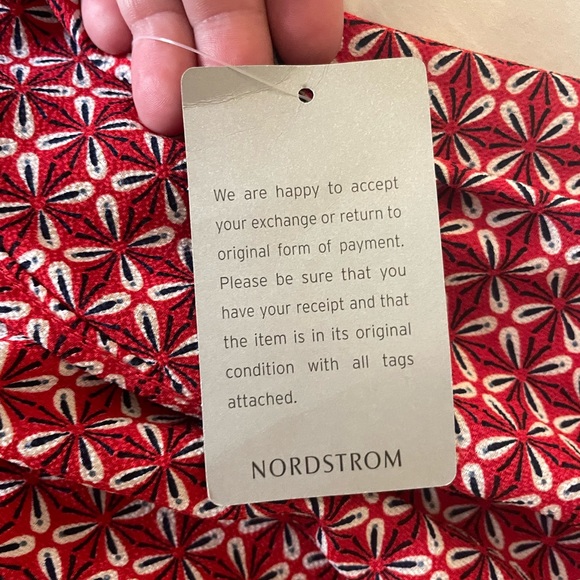 We are happy to accept
your exchange or return to
original form of payment.
Please be sure that you
have your receipt and that
the item is in its original
condition with all tags
attached.
NORDSTROM